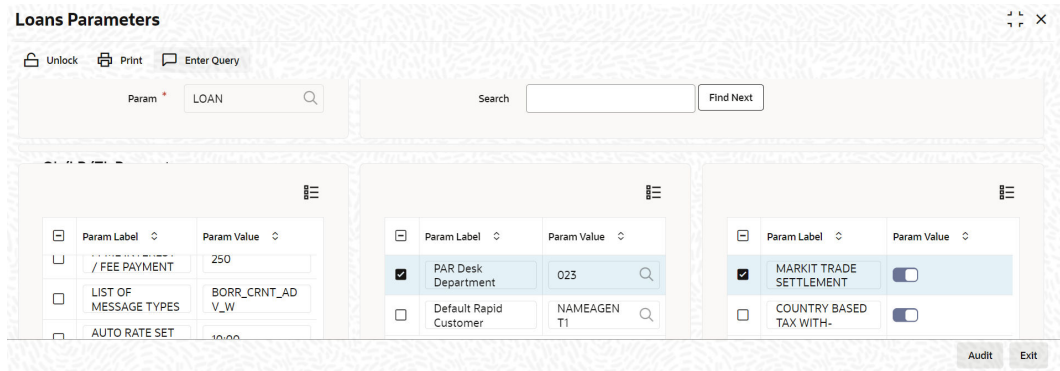 Loans Parameters
Unlock Print Enter Query
Param * LOAN
Search Find Next
Param Label Param Value
/ FEE PAYMENT 250
LIST OF
MESSAGE TYPES
BORR_CRNT_AD
V_W
AUTO RATE SET
Param Label Param Value
PAR Desk
Department
023
Default Rapid
Customer
NAMEAGEN
T1
Param Label Param Value
MARKIT TRADE
SETTLEMENT
COUNTRY BASED
TAX WITH-
Audit Exit